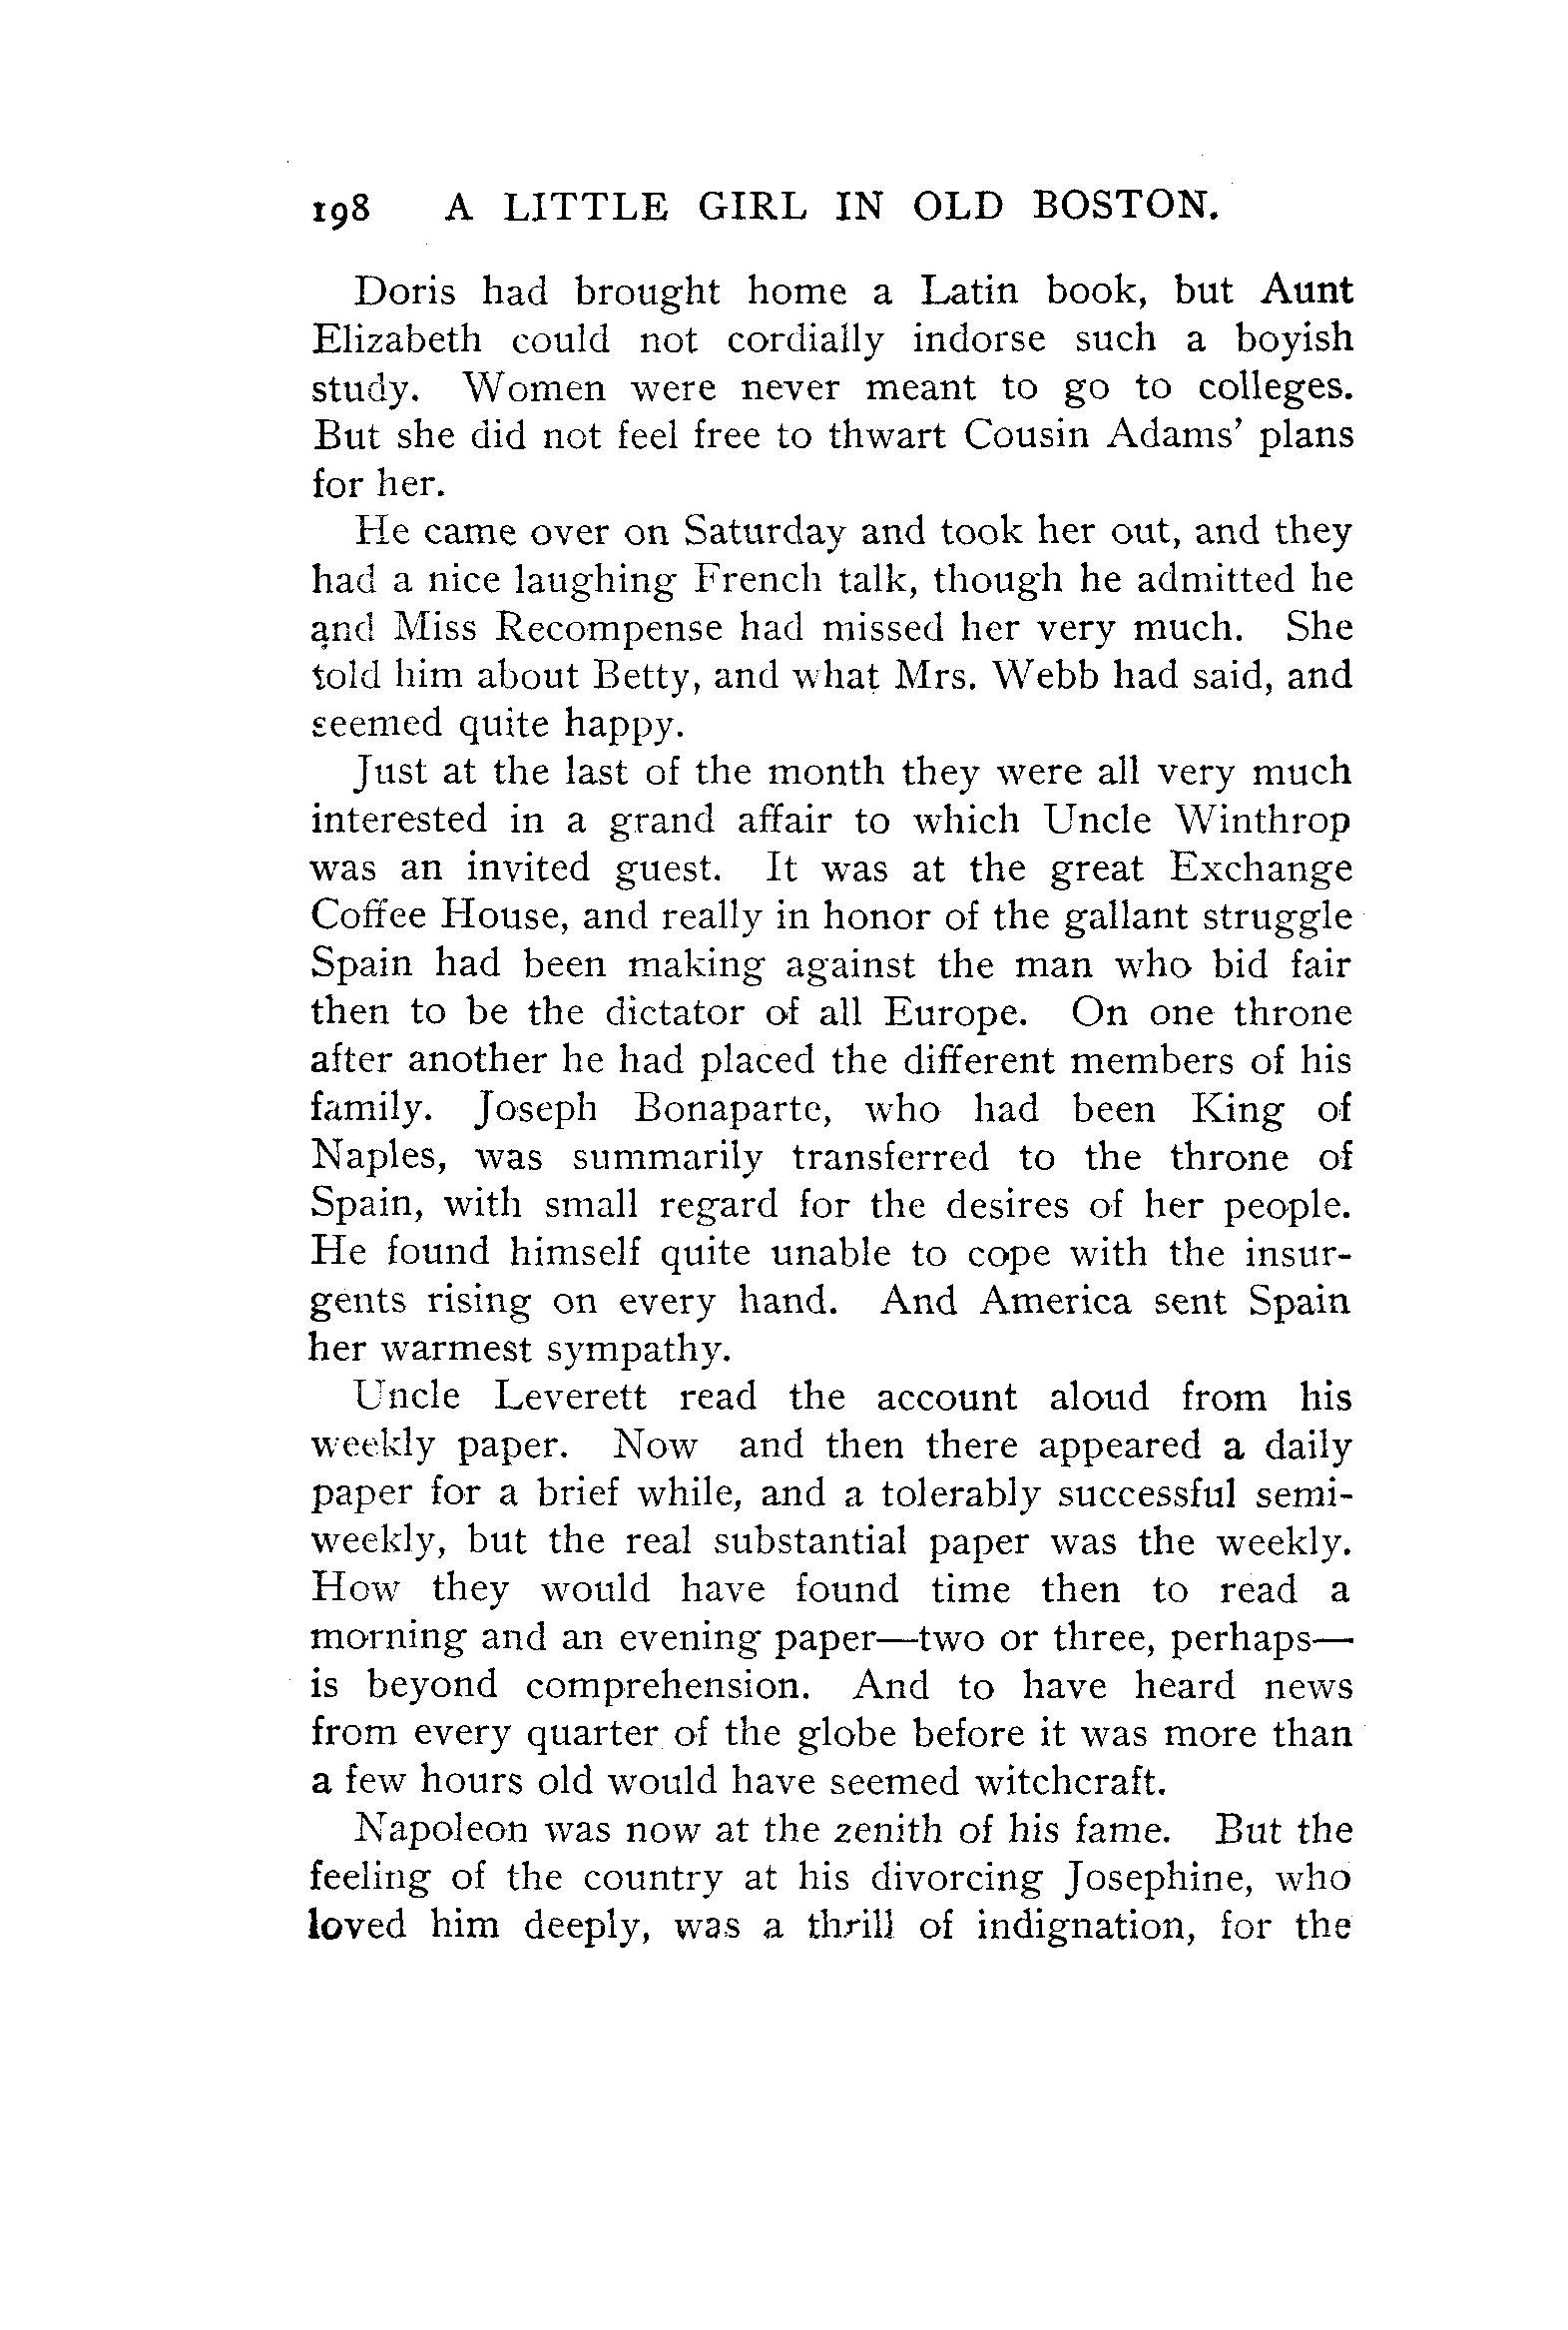 198 A LITTLE GIRL IN OLD BOSTON.
Doris had brought home a Latin book, but Aunt
Elizabeth could not cordially indorse such a boyish
study. Women were never meant to go to colleges.
But she did not feel free to thwart Cousin Adams' plans
for her.
He came over on Saturday and took her out, and they
had a nice laughing French talk, though he admitted he
and Miss Recompense had missed her very much. She
told him about Betty, and what Mrs. Webb had said, and
seemed quite happy.
Just at the last of the month they were all very much
interested in a grand affair to which Uncle Winthrop
was an invited guest. It was at the great Exchange
Coffee House, and really in honor of the gallant struggle
Spain had been making against the man who bid fair
then to be the dictator of all Europe. On one throne
after another he had placed the different members of his
family. Joseph Bonaparte, who had been King of
Naples, was summarily transferred to the throne of
Spain, with small regard for the desires of her people.
He found himself quite unable to cope with the insur-
gents rising on every hand. And America sent Spain
her warmest sympathy.
Uncle Leverett read the account aloud from his
weekly paper. Now and then there appeared a daily
paper for a brief while, and a tolerably successful semi-
weekly, but the real substantial paper was the weekly.
How they would have found time then to read a
morning and an evening paper—two or three, perhaps—
is beyond comprehension. And to have heard news
from every quarter of the globe before it was more than
a few hours old would have seemed witchcraft.
Napoleon was now at the zenith of his fame. But the
feeling of the country at his divorcing Josephine, who
loved him deeply, was a thrill of indignation, for the